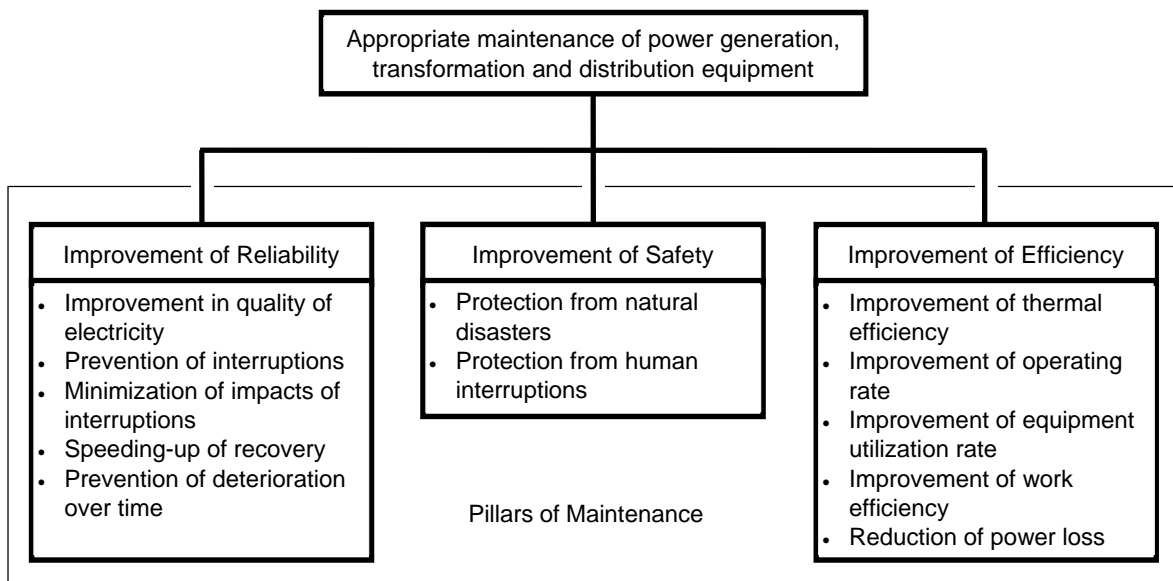 Appropriate maintenance of power generation,
transformation and distribution equipment
Improvement of Reliability
• Improvement in quality of
electricity
• Prevention of interruptions
• Minimization of impacts of
interruptions
• Speeding-up of recovery
• Prevention of deterioration
over time
Improvement of Safety
• Protection from natural
disasters
• Protection from human
interruptions
Improvement of Efficiency
• Improvement of thermal
efficiency
• Improvement of operating
rate
• Improvement of equipment
utilization rate
• Improvement of work
efficiency
• Reduction of power loss
Pillars of Maintenance